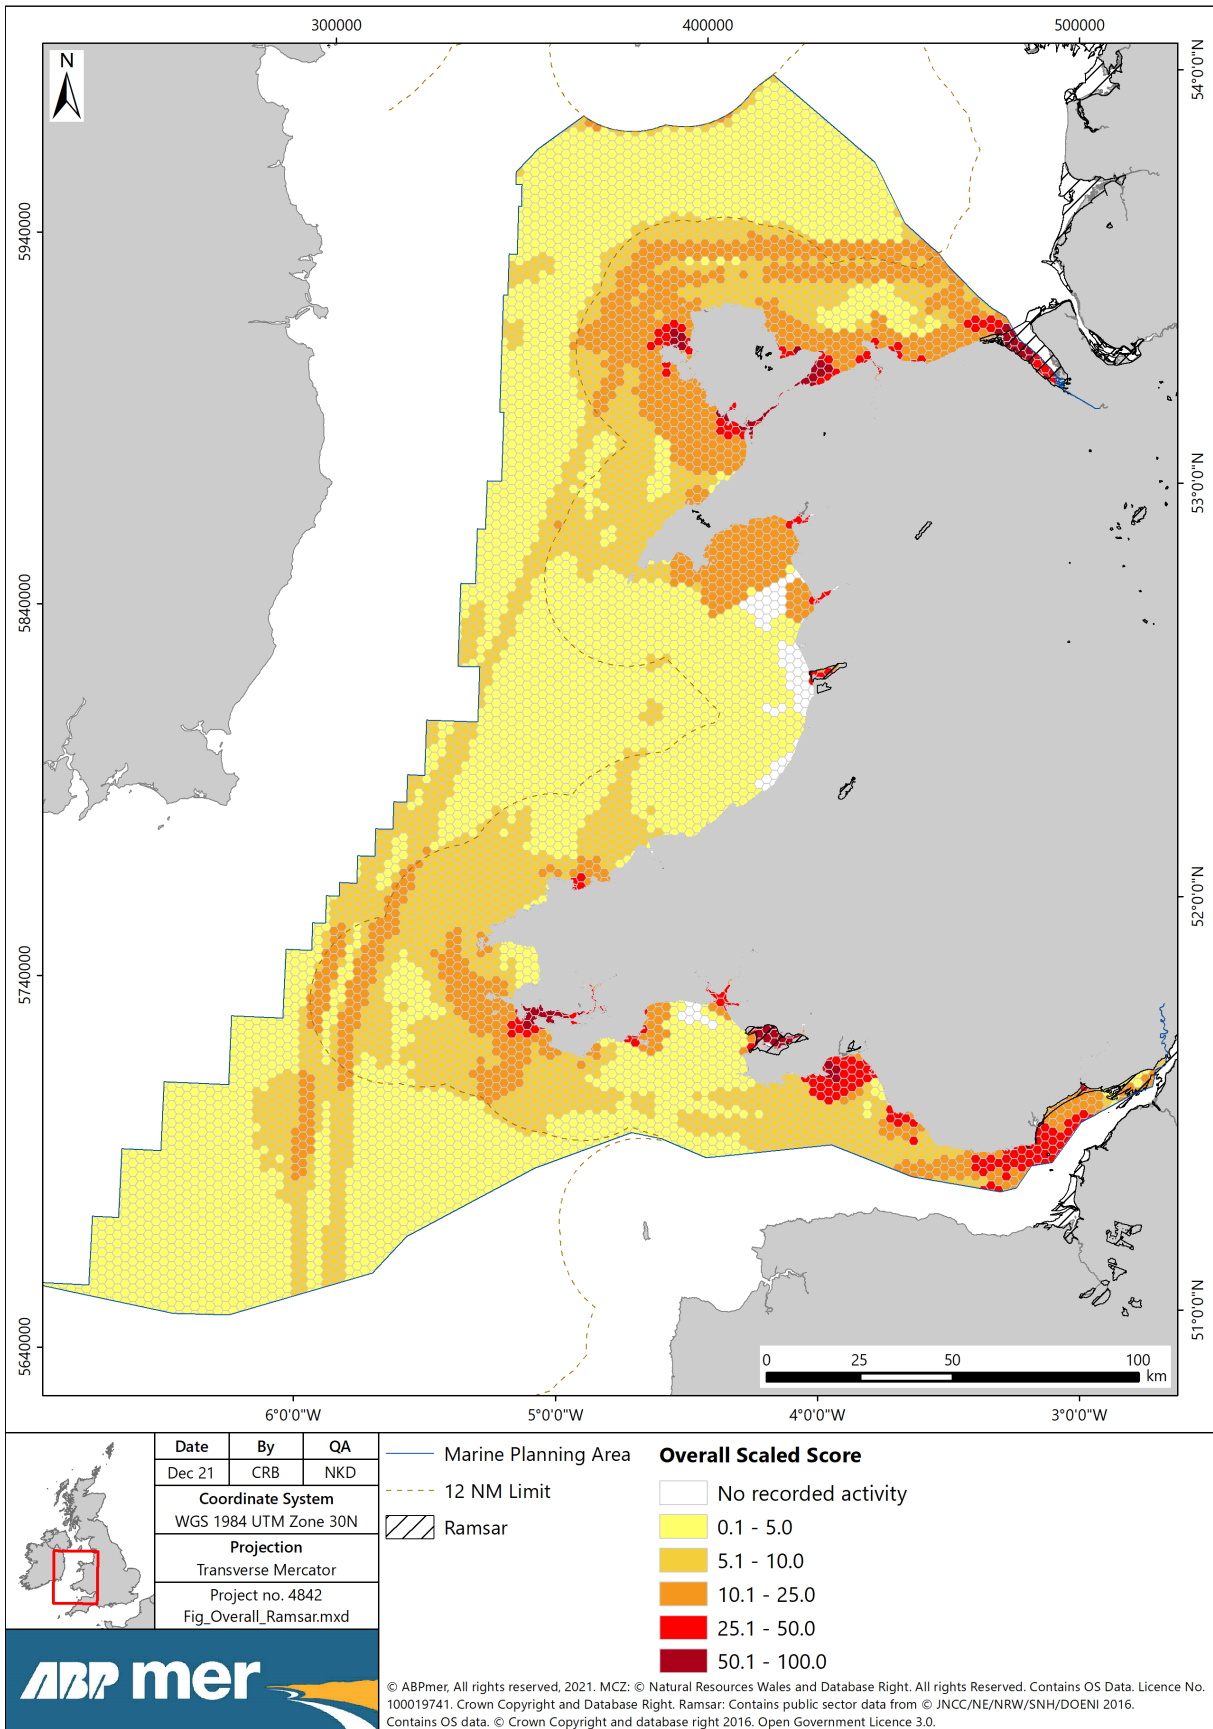 300000
400000
500000
N
54°0'0"N
5940000
53°0'0"N
5840000
52°0'0"N
5740000
51°0'0"N
5640000
0
25
50
100
km
6°0'0"W
5°0'0"W
4°0'0"W
3°0'0"W
Date
By
QA
Dec 21
CRB
NKD
Coordinate System
WGS 1984 UTM Zone 30N
Projection
Transverse Mercator
Project no. 4842
Fig_Overall_Ramsar.mxd
ABPmer
Marine Planning Area
12 NM Limit
Ramsar
Overall Scaled Score
No recorded activity
0.1 - 5.0
5.1 - 10.0
10.1 - 25.0
25.1 - 50.0
50.1 - 100.0
© ABPmer, All rights reserved, 2021. MCZ: © Natural Resources Wales and Database Right. All rights Reserved. Contains OS Data. Licence No.
100019741. Crown Copyright and Database Right. Ramsar: Contains public sector data from © JNCC/NE/NRW/SNH/DOENI 2016.
Contains OS data. © Crown Copyright and database right 2016. Open Government Licence 3.0.